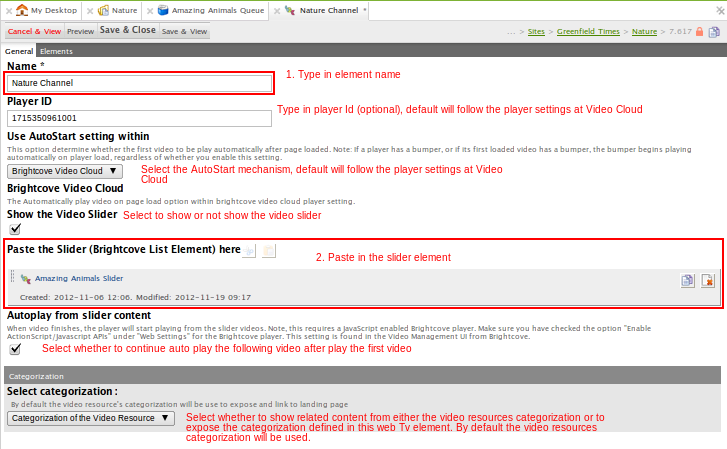 My Desktop Nature Amazing Animals Queue Nature Channel *
Cancel & View Preview Save & Close Save & View ... > Sites > Greenfield Times > Nature > 7.617
General Elements
Name *
Nature Channel
1. Type in element name
Player ID
1715350961001
Type in player Id (optional), default will follow the player settings at Video Cloud
Use AutoStart setting within
This option determine whether the first video to be play automatically after page loaded. Note: If a player has a bumper, or if its first loaded video has a bumper, the bumper begins playing
automatically on player load, regardless of whether you enable this setting.
Brightcove Video Cloud ▼
Select the AutoStart mechanism, default will follow the player settings at Video
Cloud
Brightcove Video Cloud
The Automatically play video on page load option within brightcove video cloud player setting.
Show the Video Slider Select to show or not show the video slider
Paste the Slider (Brightcove List Element) here
2. Paste in the slider element
Amazing Animals Slider
Created: 2012-11-06 12:06. Modified: 2012-11-19 09:17
Autoplay from slider content
When video finishes, the player will start playing from the slider videos. Note, this requires a JavaScript enabled Brightcove player. Make sure you have checked the option "Enable
ActionScript/Javascript APIs" under "Web Settings" for the Brightcove player. This setting is found in the Video Management UI from Brightcove.
Select whether to continue auto play the following video after play the first video
Categorization
Select categorization :
By default the video resource's categorization will be use to expose and link to landing page
Categorization of the Video Resource ▼
Select whether to show related content from either the video resources categorization or to
expose the categorization defined in this web Tv element. By default the video resources
categorization will be used.